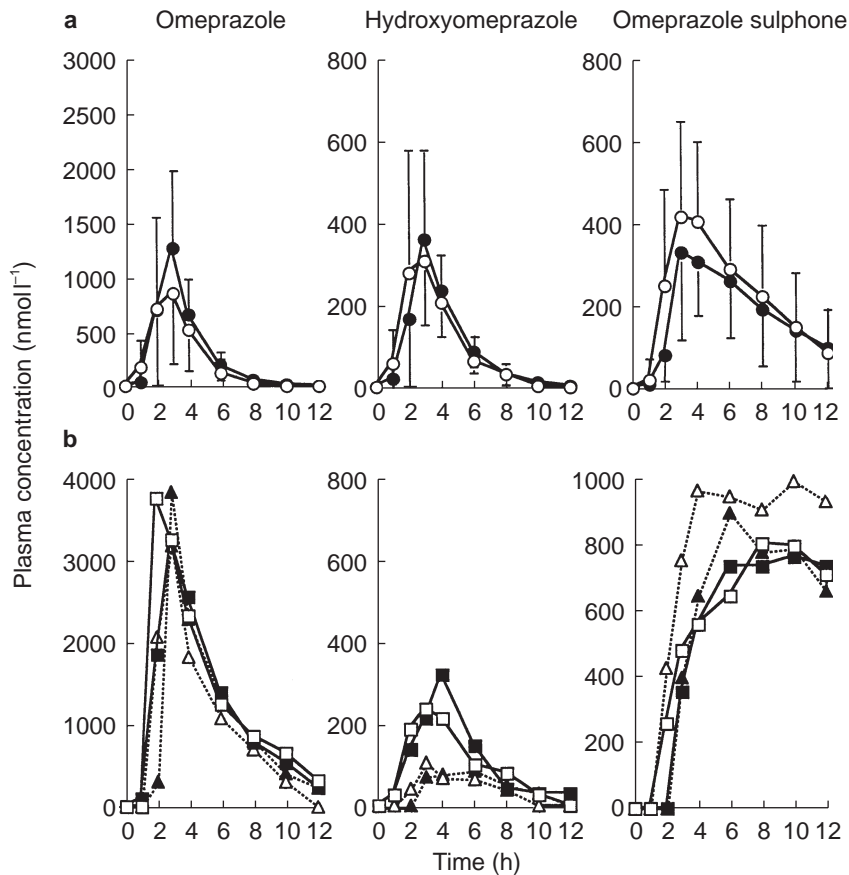 a Omeprazole Hydroxyomeprazole Omeprazole sulphone
3000 800 800
2500
600 600
2000
1500 400 400
1000
200 200
500
0 0 0
0 2 4 6 8 10 12 0 2 4 6 8 10 12 0 2 4 6 8 10 12
Plasma concentration (nmol l⁻¹)
b
4000 800 1000
800
3000 600
600
2000 400
400
1000 200
200
0 0 0
0 2 4 6 8 10 12 0 2 4 6 8 10 12 0 2 4 6 8 10 12
Time (h)